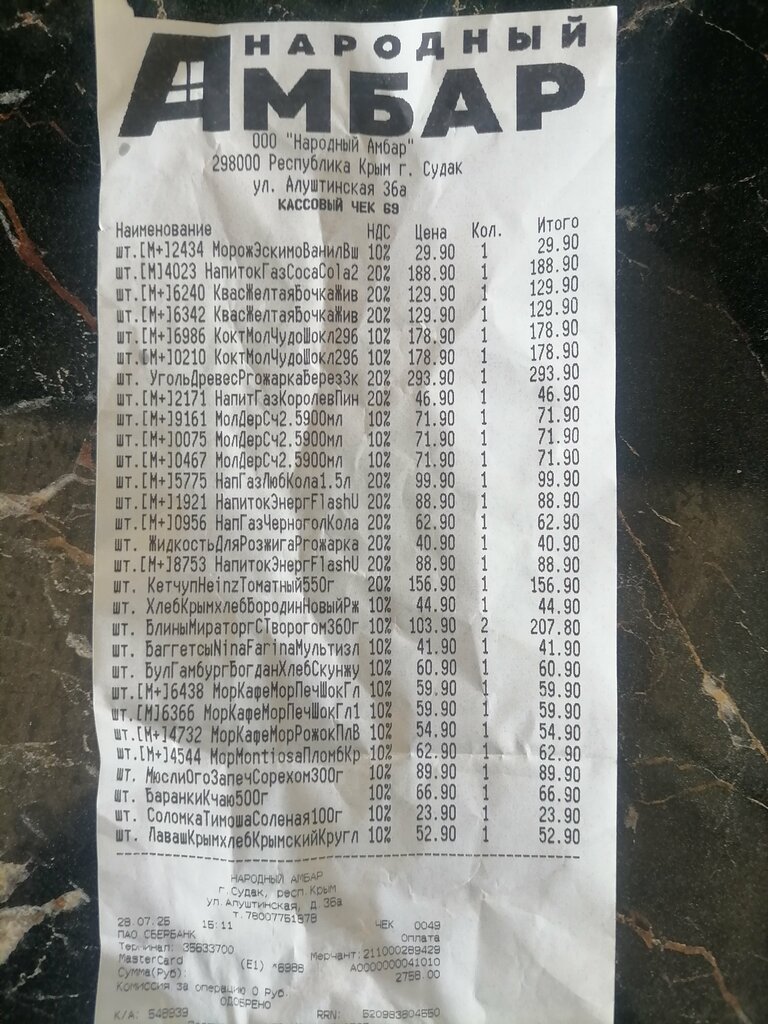 НАРОДНЫЙ
АМБАР
ООО "Народный Амбар"
298000 Республика Крым г. Судак
ул. Алуштинская 36а
КАССОВЫЙ ЧЕК 69
Наименование НДС Цена Кол. Итого
шт.[М+]2434 МорожЭскимоВанилВш 10% 29.90 1 29.90
шт.[М]4023 НапитокГазCocaCola2 20% 188.90 1 188.90
шт.[М+]6240 КвасЖелтаяБочкаЖив 20% 129.90 1 129.90
шт.[М+]6342 КвасЖелтаяБочкаЖив 20% 129.90 1 129.90
шт.[М+]6986 КоктМолЧудоШокл296 10% 178.90 1 178.90
шт.[М+]0210 КоктМолЧудоШокл296 10% 178.90 1 178.90
шт. УгольДревесРгожаркаБерез3к 20% 293.90 1 293.90
шт.[М+]2171 НапитГазКоролевПин 20% 46.90 1 46.90
шт.[М+]9161 МолДерСч2.5900мл 10% 71.90 1 71.90
шт.[М+]0075 МолДерСч2.5900мл 10% 71.90 1 71.90
шт.[М+]0467 МолДерСч2.5900мл 10% 71.90 1 71.90
шт.[М+]5775 НапГазЛюбКола1.5л 20% 99.90 1 99.90
шт.[М+]1921 НапитокЭнергFlashU 20% 88.90 1 88.90
шт.[М+]0956 НапГазЧерноголКола 20% 62.90 1 62.90
шт. ЖидкостьДляРозжигаРгожарка 20% 40.90 1 40.90
шт.[М+]8753 НапитокЭнергFlashU 20% 88.90 1 88.90
шт. КетчупHeinzТоматный550г 20% 156.90 1 156.90
шт. ХлебКрымхлебБородинНовыйРж 10% 44.90 1 44.90
шт. БлиныМираторгСТворогом360г 10% 103.90 2 207.80
шт. БаггетсыNinaFarinaМультизл 10% 41.90 1 41.90
шт. БулГамбургБогданХлебСкунжу 10% 60.90 1 60.90
шт.[М+]6438 МорКафеМорПечШокГл 10% 59.90 1 59.90
шт.[М]6366 МорКафеМорПечШокГл1 10% 59.90 1 59.90
шт.[М+]4732 МорКафеМорРожокПлВ 10% 54.90 1 54.90
шт.[М+]4544 МорMontiosaПломбКр 10% 62.90 1 62.90
шт. МюслиОгоЗапечСорехом300г 10% 89.90 1 89.90
шт. БаранкиКчаю500г 10% 66.90 1 66.90
шт. СоломкаТимошаСоленая100г 10% 23.90 1 23.90
шт. ЛавашКрымхлебКрымскийКругл 10% 52.90 1 52.90
НАРОДНЫЙ АМБАР
г.Судак, респ.Крым
ул.Алуштинская, д.36а
т.78007751878
28.07.25 15:11 ЧЕК 0049
ПАО СБЕРБАНК Оплата
Терминал: 35633700 Мерчант:211000289429
MasterCard (E1) *6986 A0000000041010
Сумма(Руб): 2758.00
Комиссия за операцию 0 Руб.
ОДОБРЕНО
К/А: 548939 RRN: 520983804550